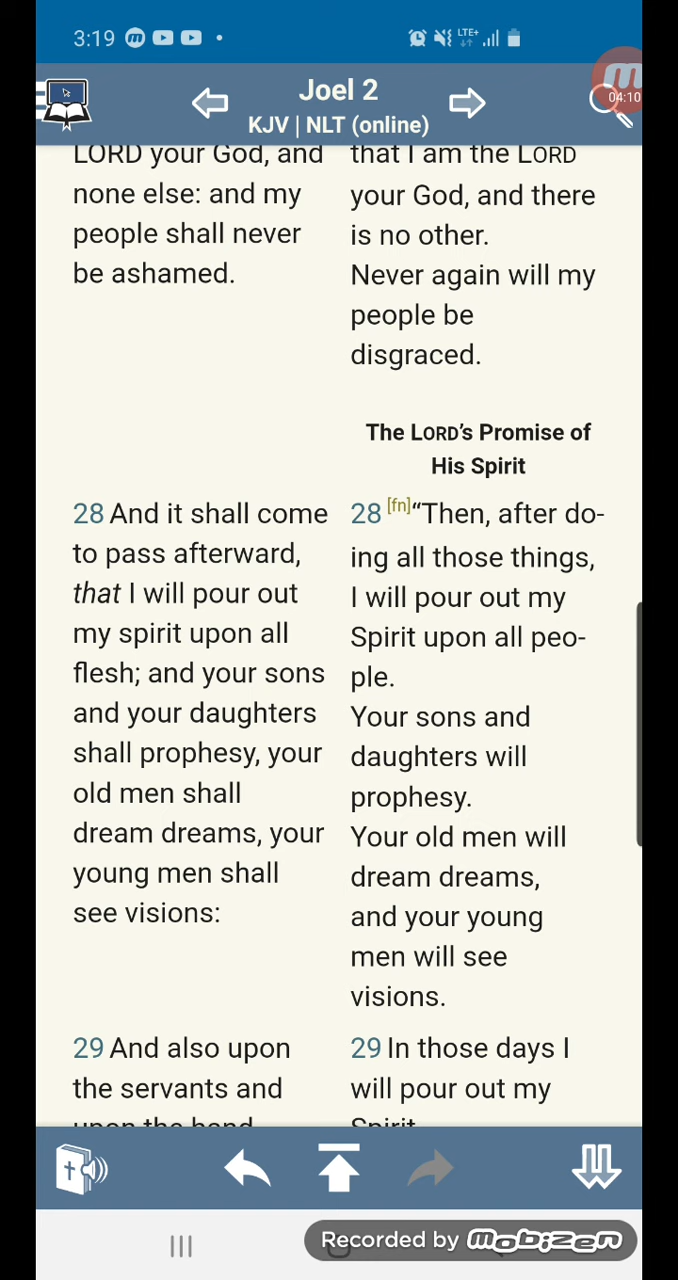 3:19
LTE+
Joel 2
KJV | NLT (online)
04:10
LORD your God, and
none else: and my
people shall never
be ashamed.
that I am the LORD
your God, and there
is no other.
Never again will my
people be
disgraced.
The LORD's Promise of
His Spirit
28 And it shall come
to pass afterward,
that I will pour out
my spirit upon all
flesh; and your sons
and your daughters
shall prophesy, your
old men shall
dream dreams, your
young men shall
see visions:
28 [fn]“Then, after do-
ing all those things,
I will pour out my
Spirit upon all peo-
ple.
Your sons and
daughters will
prophesy.
Your old men will
dream dreams,
and your young
men will see
visions.
29 And also upon
the servants and
upon the hand
29 In those days I
will pour out my
Spirit
Recorded by mobizen